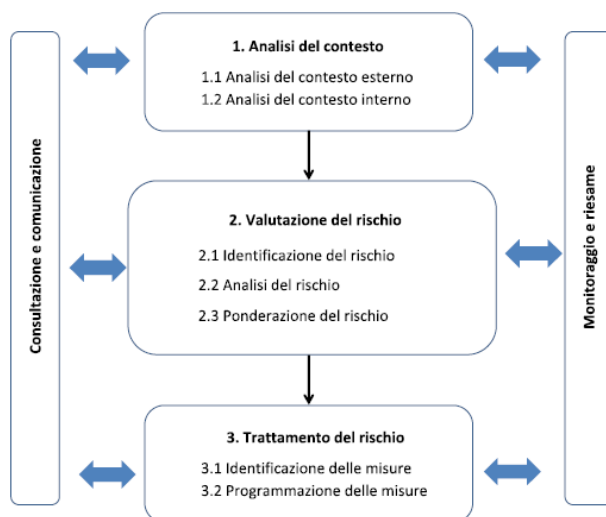 Consultazione e comunicazione
1. Analisi del contesto
1.1 Analisi del contesto esterno
1.2 Analisi del contesto interno
2. Valutazione del rischio
2.1 Identificazione del rischio
2.2 Analisi del rischio
2.3 Ponderazione del rischio
3. Trattamento del rischio
3.1 Identificazione delle misure
3.2 Programmazione delle misure
Monitoraggio e riesame